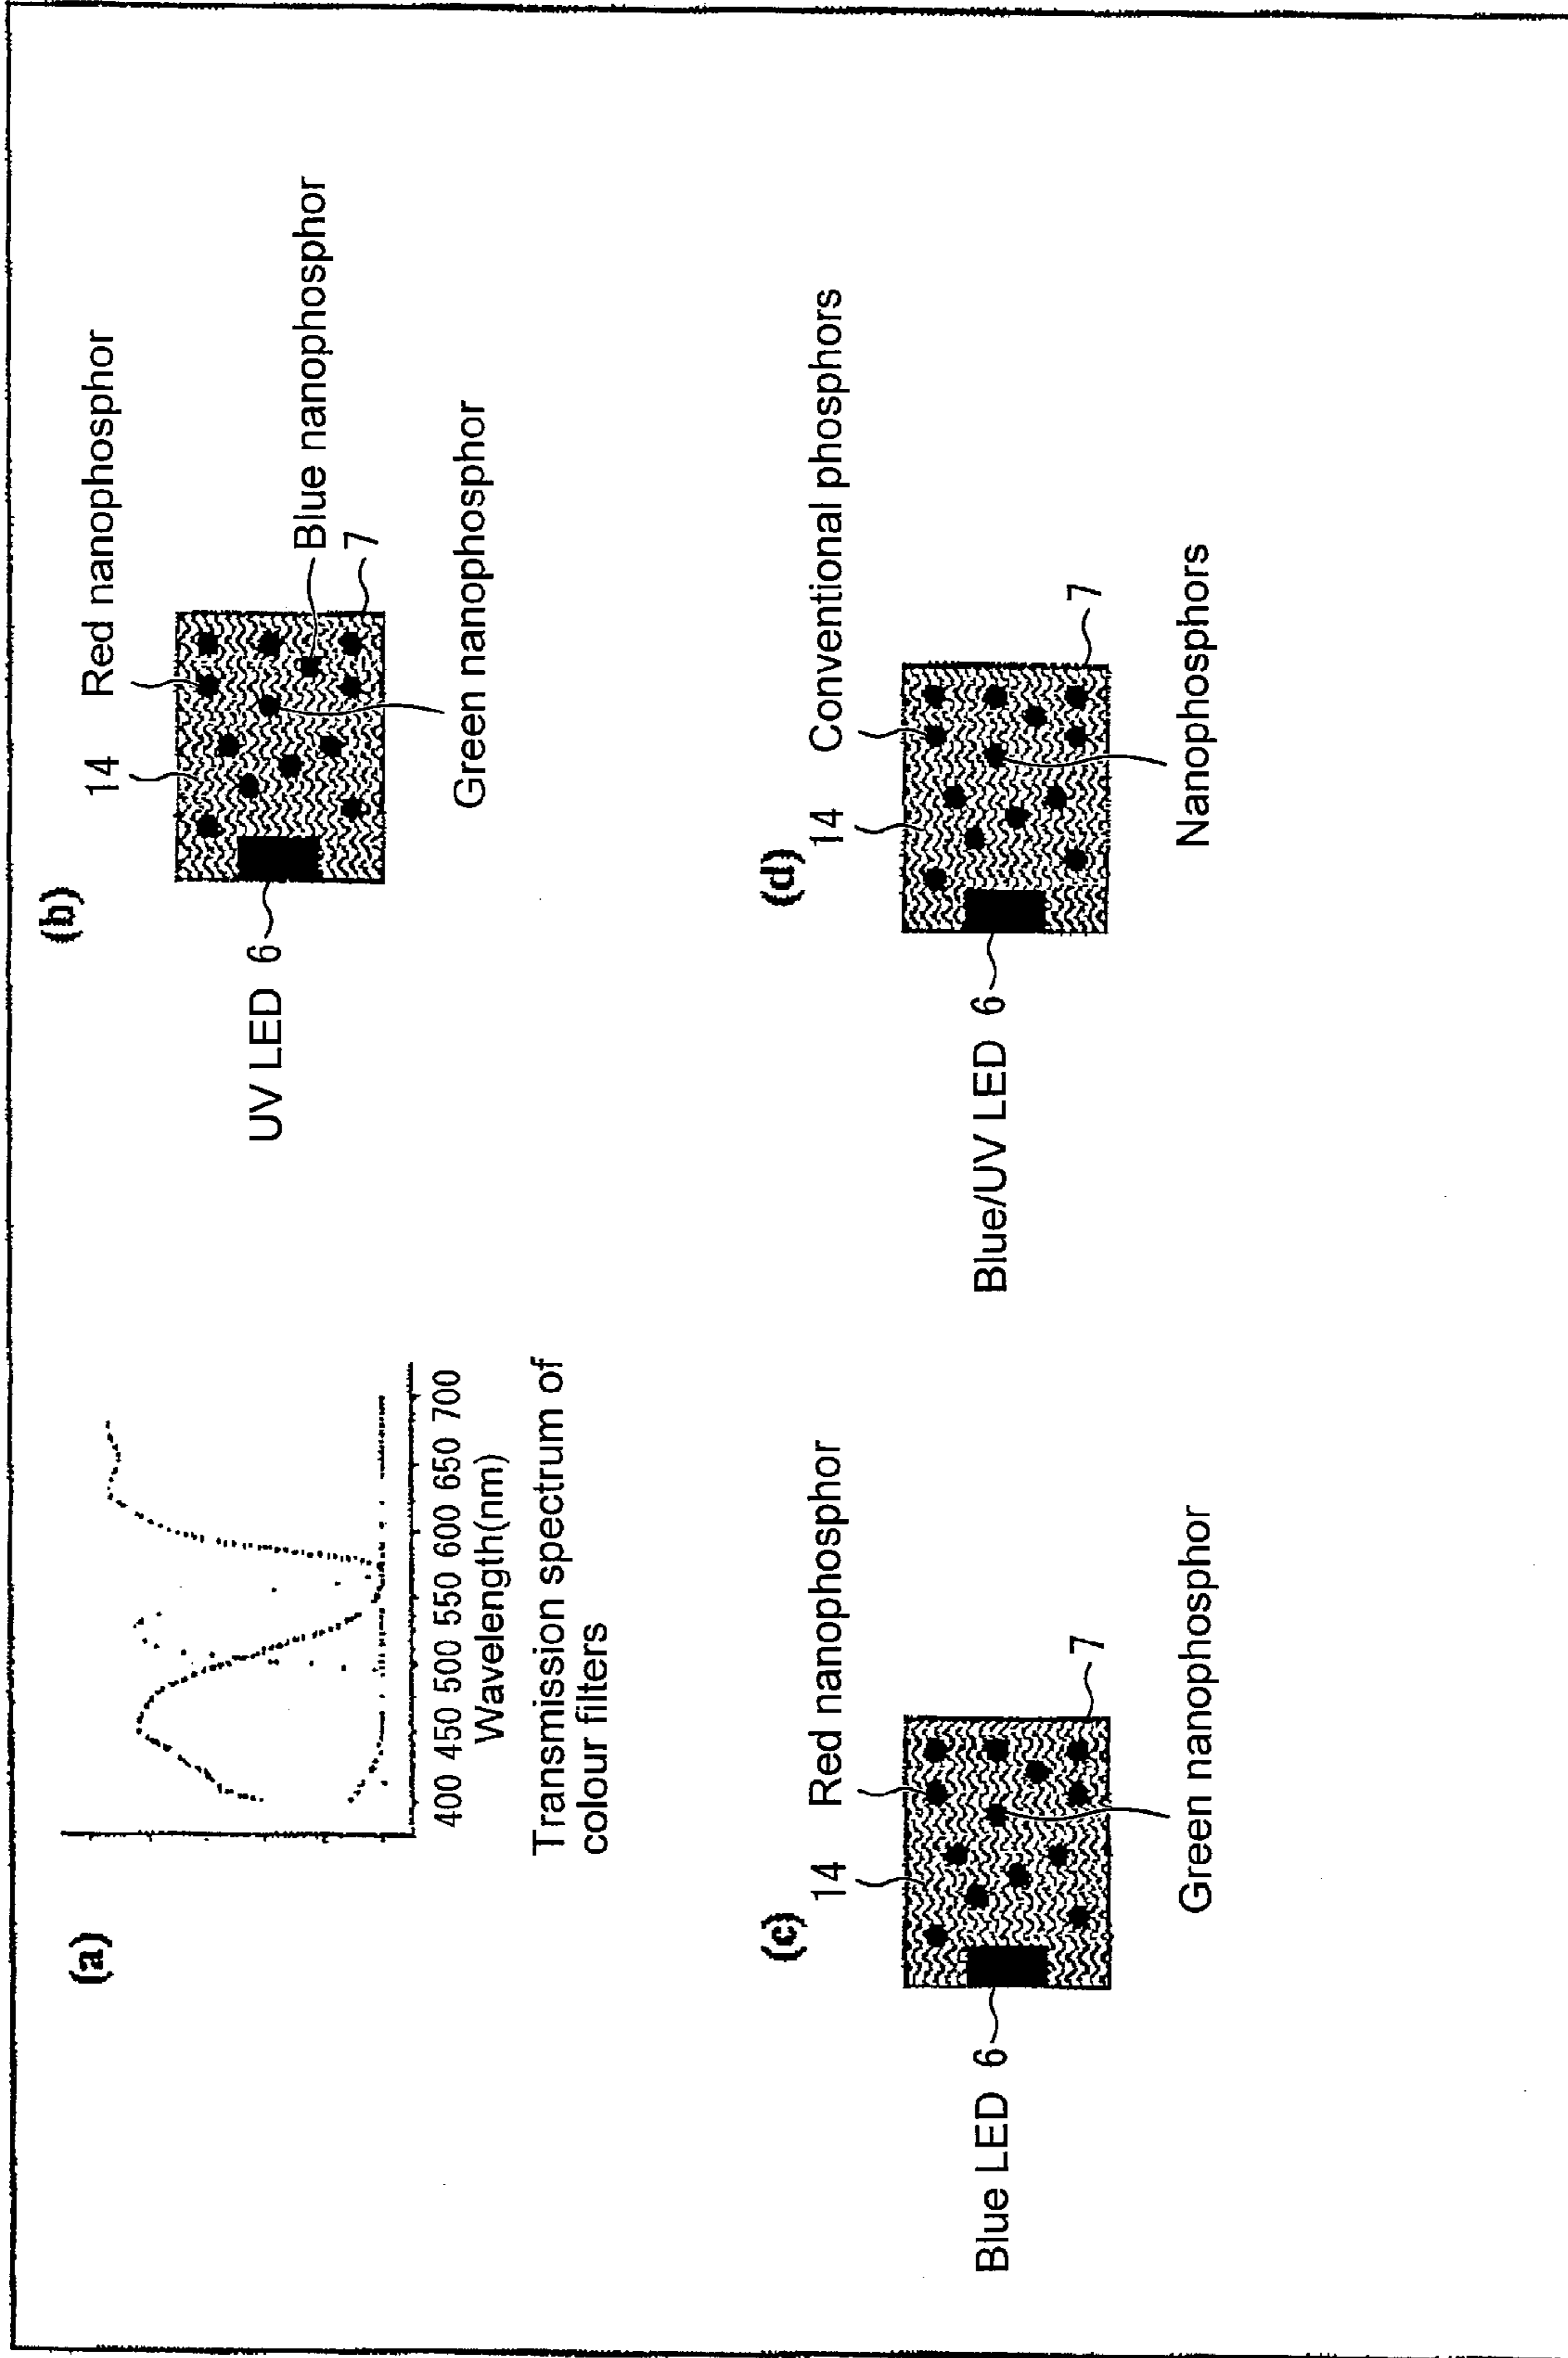 (a)
400 450 500 550 600 650 700
Wavelength(nm)
Transmission spectrum of
colour filters
(b)
14
Red nanophosphor
UV LED 6
Blue nanophosphor
7
Green nanophosphor
(c)
14
Red nanophosphor
Blue LED 6
7
Green nanophosphor
(d)
14
Conventional phosphors
Blue/UV LED 6
7
Nanophosphors